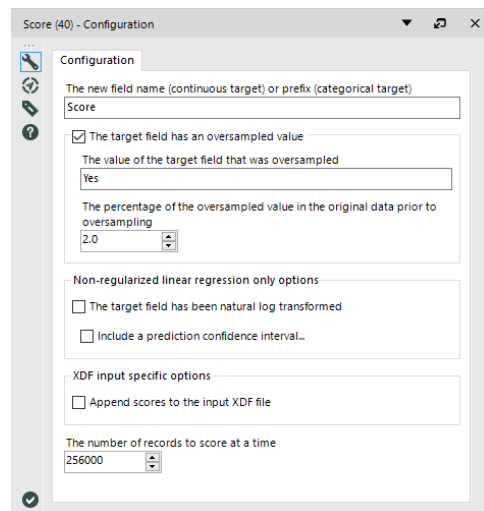 Score (40) - Configuration
Configuration
The new field name (continuous target) or prefix (categorical target)
Score
The target field has an oversampled value
The value of the target field that was oversampled
Yes
The percentage of the oversampled value in the original data prior to
oversampling
2.0
Non-regularized linear regression only options
The target field has been natural log transformed
Include a prediction confidence interval...
XDF input specific options
Append scores to the input XDF file
The number of records to score at a time
256000